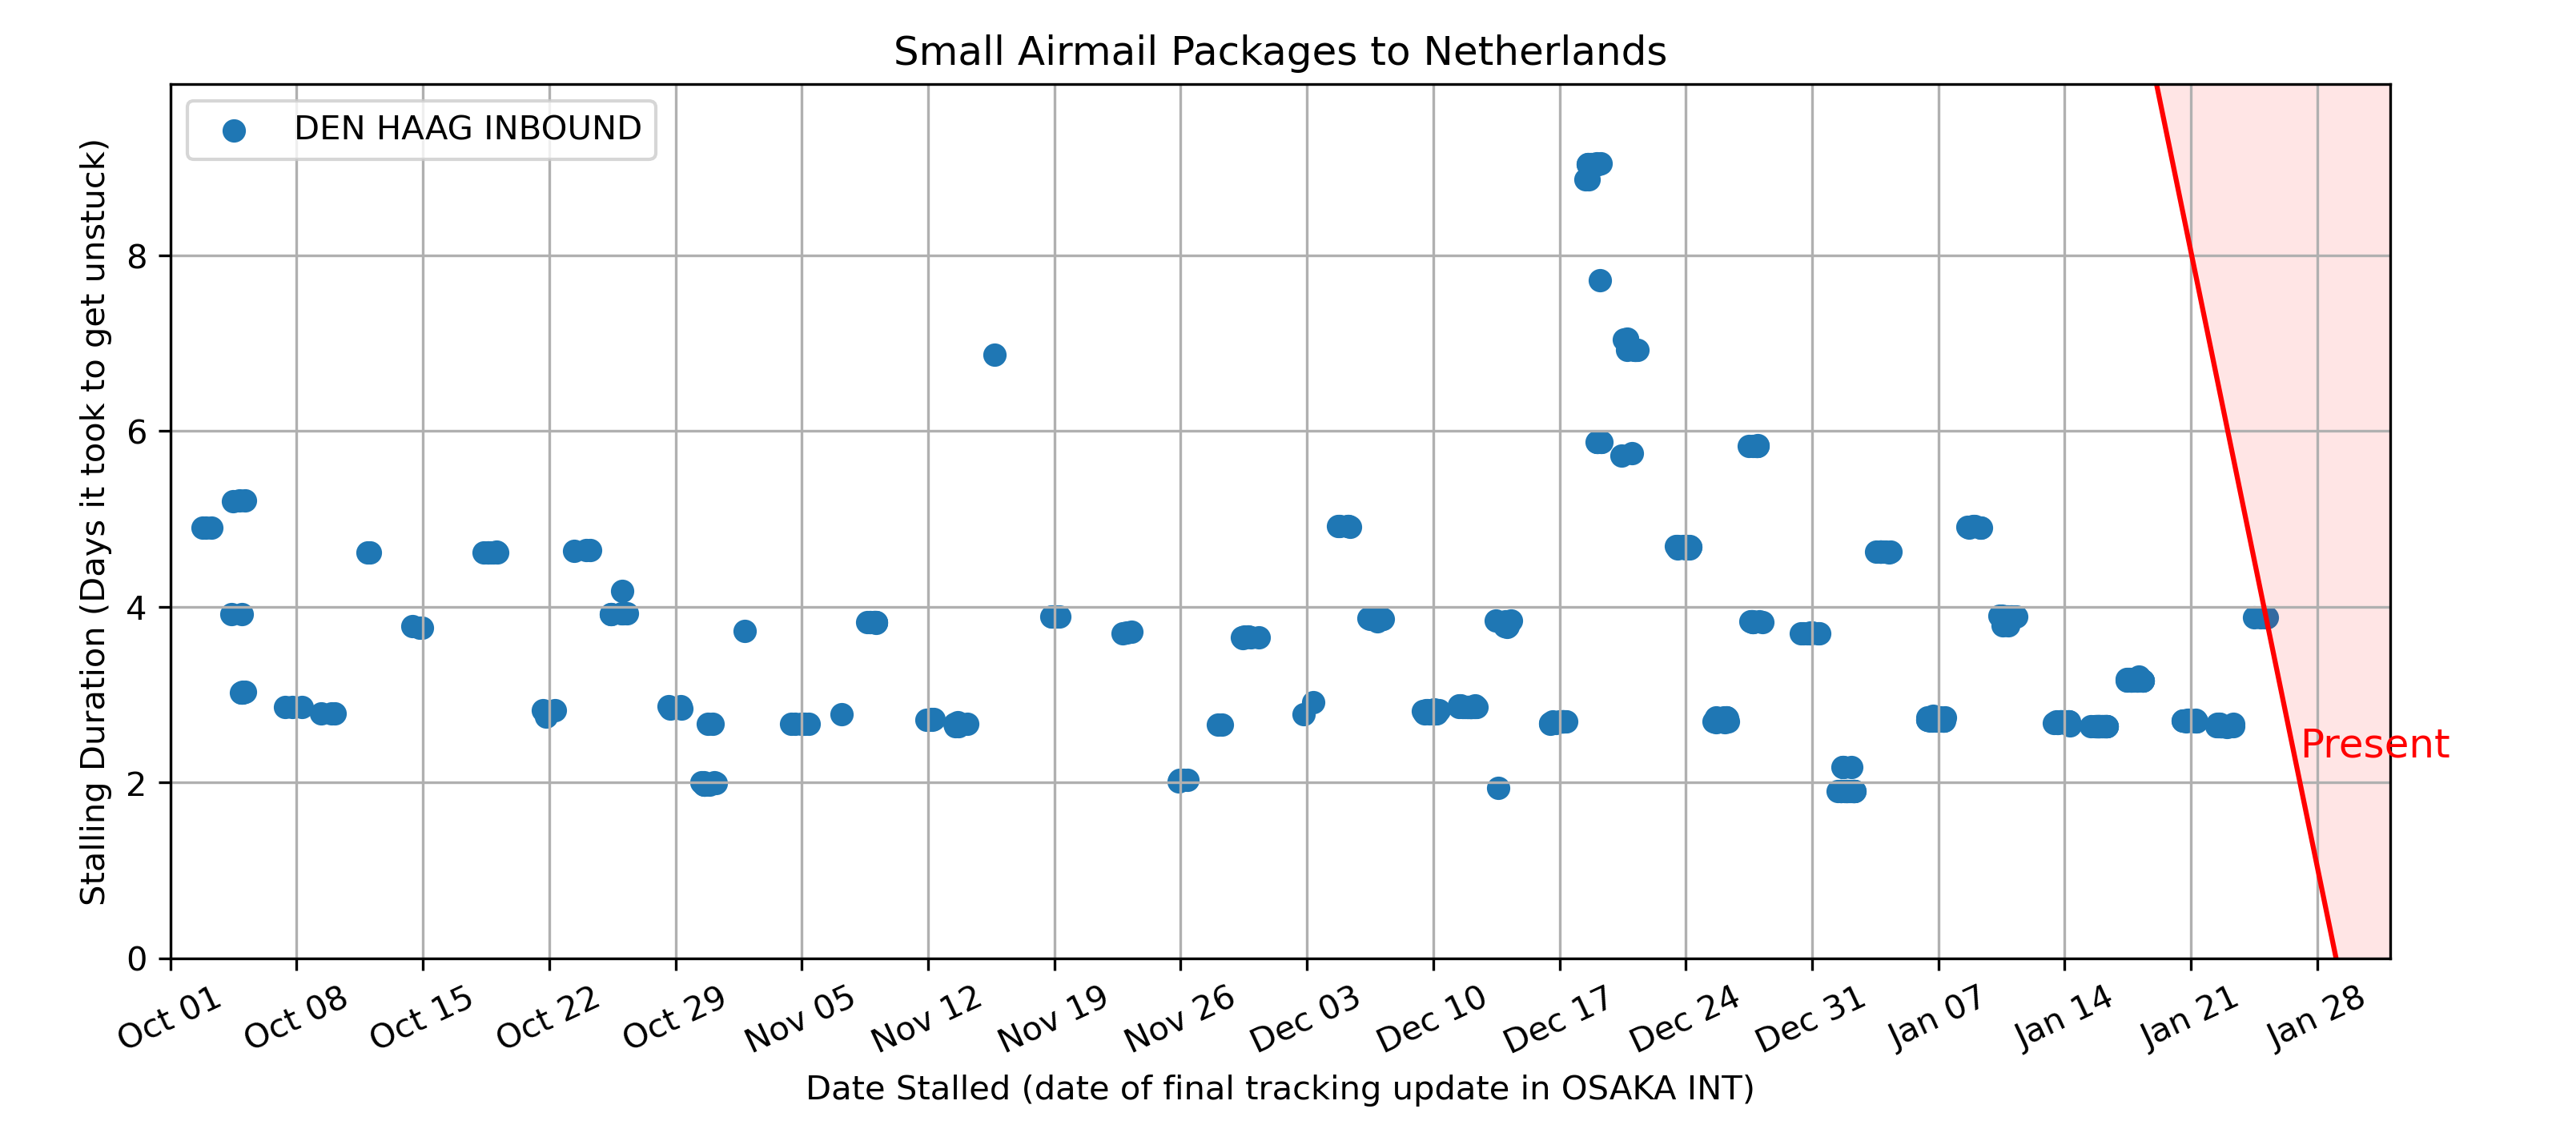 Small Airmail Packages to Netherlands
DEN HAAG INBOUND
Stalling Duration (Days it took to get unstuck)
8
6
4
2
0
Present
Oct 01
Oct 08
Oct 15
Oct 22
Oct 29
Nov 05
Nov 12
Nov 19
Nov 26
Dec 03
Dec 10
Dec 17
Dec 24
Dec 31
Jan 07
Jan 14
Jan 21
Jan 28
Date Stalled (date of final tracking update in OSAKA INT)